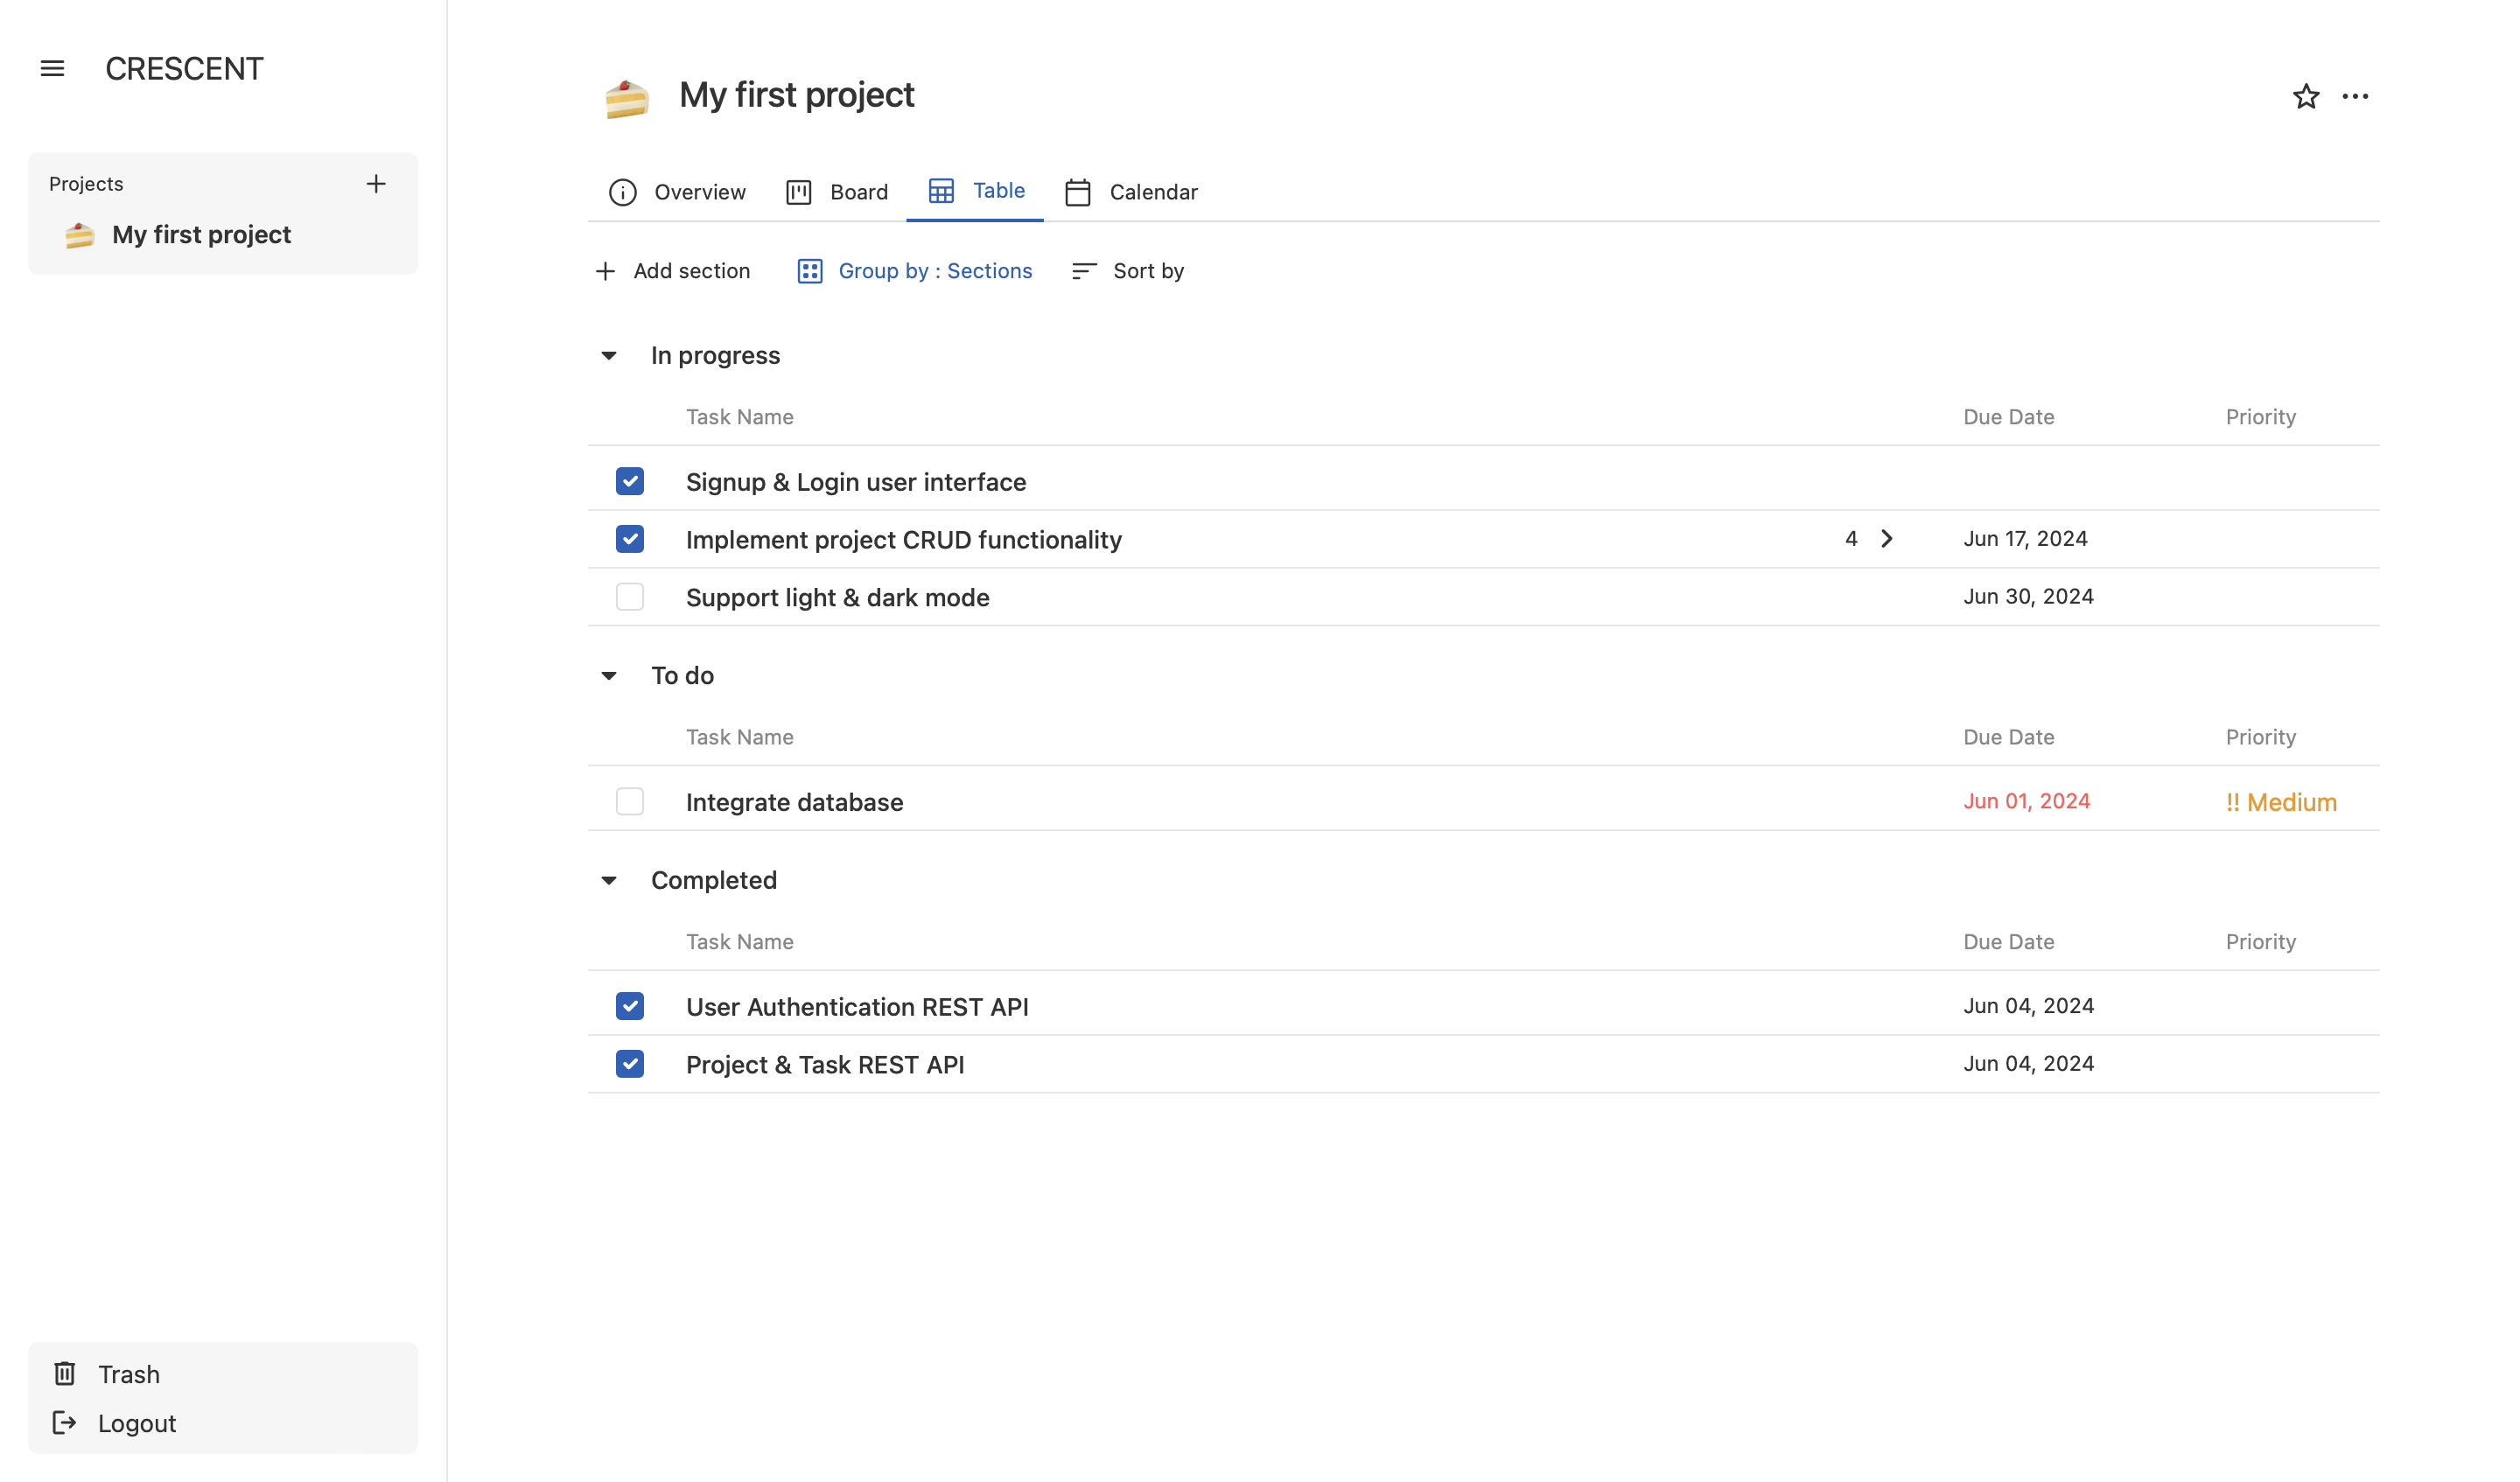 CRESCENT
Projects
My first project
Trash
Logout
My first project
Overview Board Table Calendar
Add section Group by : Sections Sort by
In progress
Task Name Due Date Priority
Signup & Login user interface
Implement project CRUD functionality 4 Jun 17, 2024
Support light & dark mode Jun 30, 2024
To do
Task Name Due Date Priority
Integrate database Jun 01, 2024 !! Medium
Completed
Task Name Due Date Priority
User Authentication REST API Jun 04, 2024
Project & Task REST API Jun 04, 2024